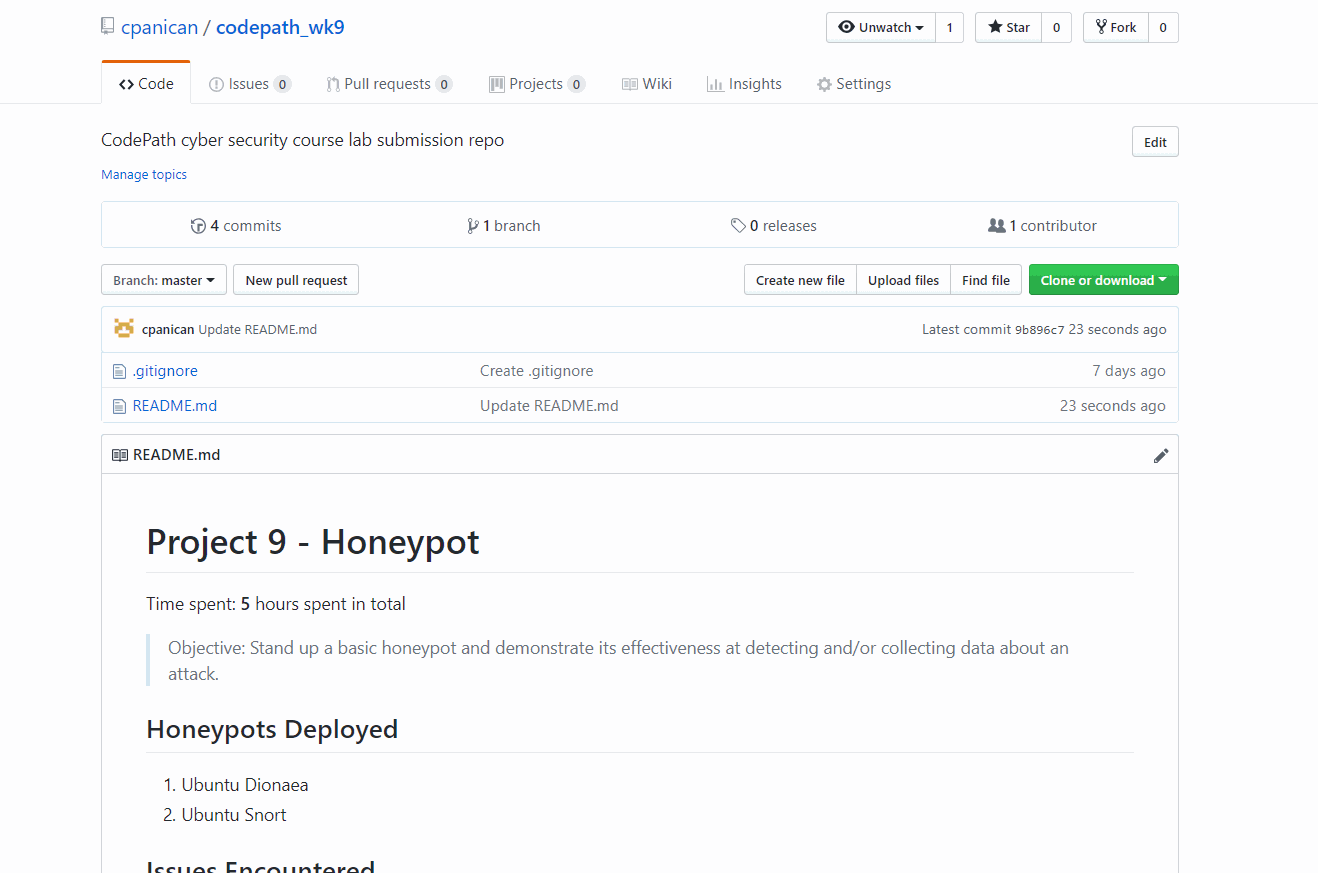 cpanican / codepath_wk9 Unwatch 1 Star 0 Fork 0
Code Issues 0 Pull requests 0 Projects 0 Wiki Insights Settings
CodePath cyber security course lab submission repo Edit
Manage topics
4 commits 1 branch 0 releases 1 contributor
Branch: master New pull request Create new file Upload files Find file Clone or download
cpanican Update README.md Latest commit 9b896c7 23 seconds ago
.gitignore Create .gitignore 7 days ago
README.md Update README.md 23 seconds ago
README.md
Project 9 - Honeypot
Time spent: 5 hours spent in total
Objective: Stand up a basic honeypot and demonstrate its effectiveness at detecting and/or collecting data about an
attack.
Honeypots Deployed
1. Ubuntu Dionaea
2. Ubuntu Snort
Issues Encountered